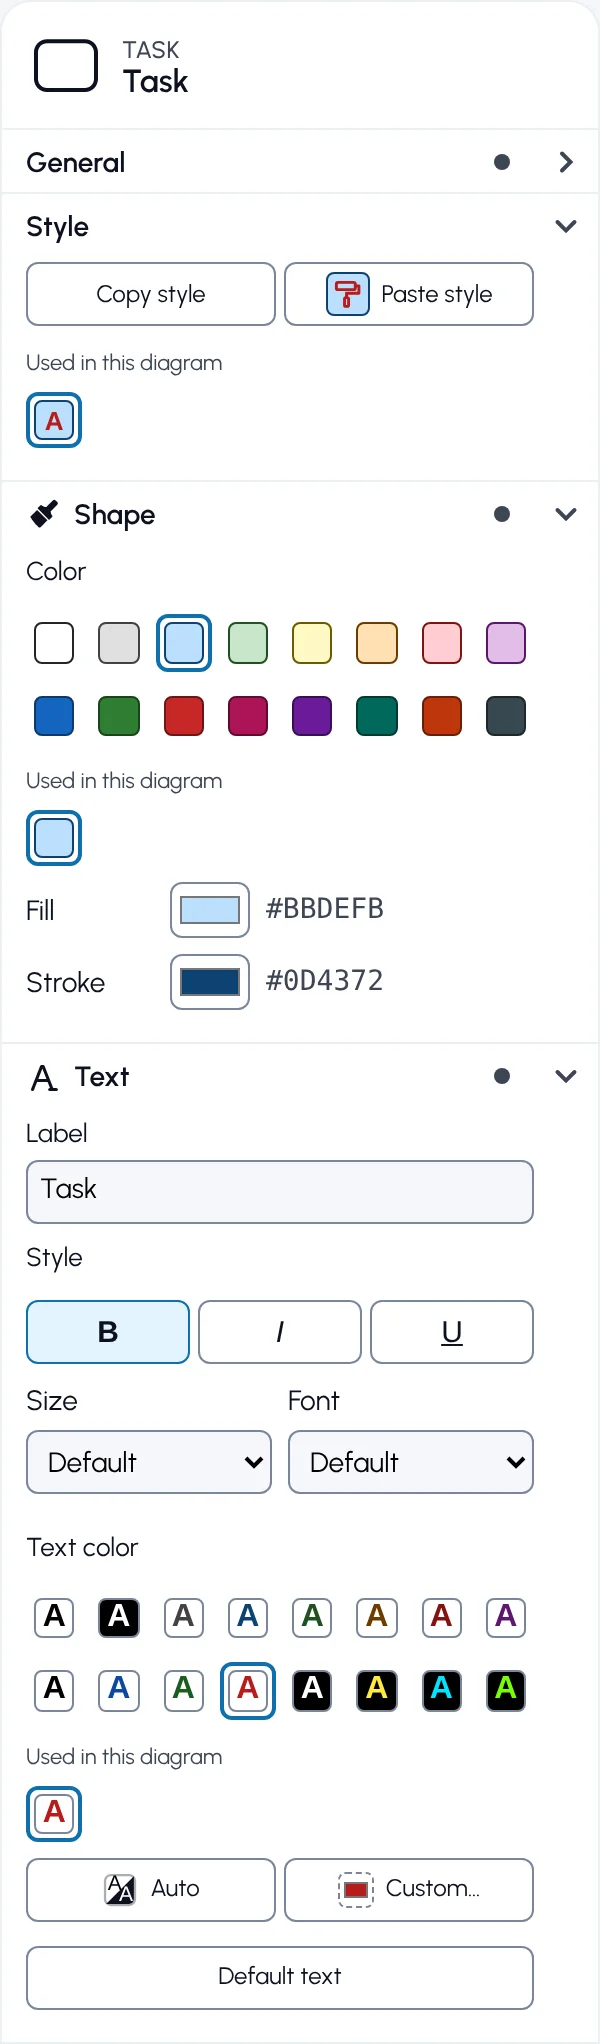 TASK
Task
General
Style
Copy style
Paste style
Used in this diagram
A
Shape
Color
Used in this diagram
Fill
#BBDEFB
Stroke
#0D4372
A Text
Label
Task
Style
B
I
U
Size
Font
Default
Default
Text color
A A A A A A A A
A A A A A A A A
Used in this diagram
A
AA Auto
Custom...
Default text